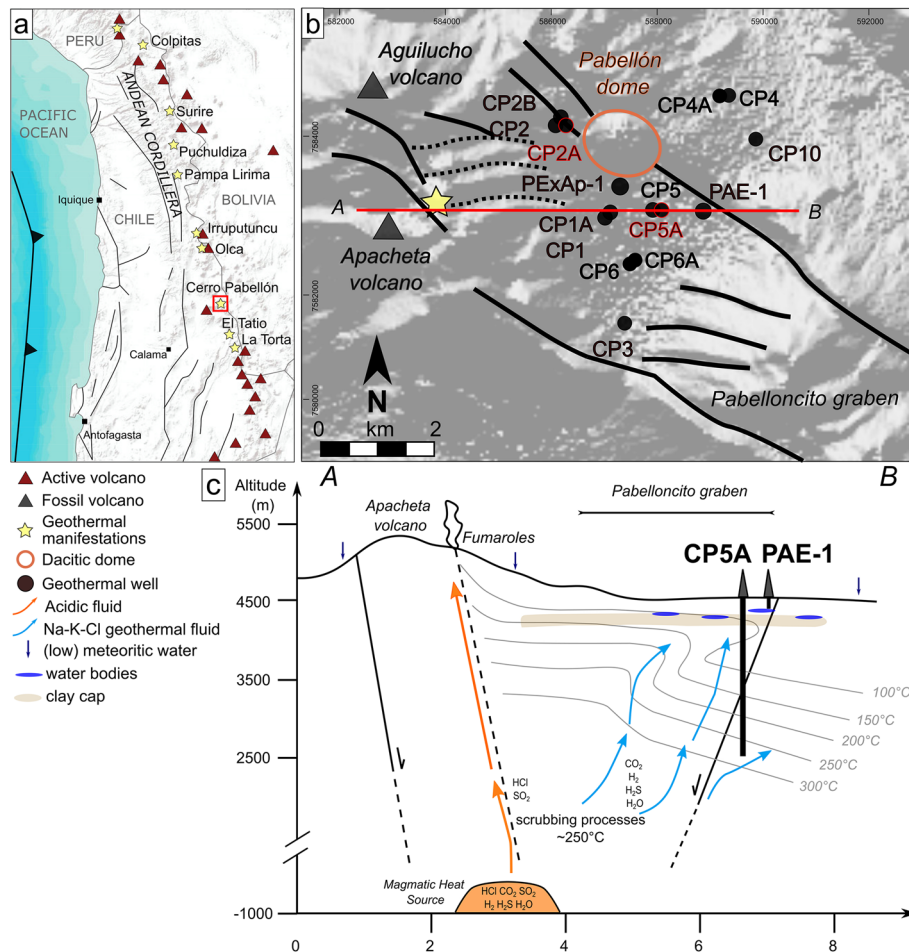 a
PERU
Colpitas
PACIFIC
OCEAN
ANDEAN CORDILLERA
Surire
Puchuldiza
Pampa Lirima
Iquique
BOLIVIA
CHILE
Irruputuncu
Olca
Cerro Pabellón
El Tatio
La Torta
Calama
Antofagasta
b
582000
584000
586000
588000
590000
592000
7584000
7582000
7580000
Aguilucho
volcano
Pabellón
dome
CP2B
CP2
CP2A
CP4A
CP4
CP10
PExAp-1
CP5
PAE-1
A
B
CP1A
CP1
CP5A
Apacheta
volcano
CP6
CP6A
CP3
N
0
km
2
Pabelloncito graben
Active volcano
Fossil volcano
Geothermal
manifestations
Dacitic dome
Geothermal well
Acidic fluid
Na-K-Cl geothermal fluid
(low) meteoritic water
water bodies
clay cap
c
Altitude
(m)
A
B
Apacheta
volcano
Fumaroles
Pabelloncito graben
CP5A
PAE-1
5500
4500
3500
2500
-1000
100°C
150°C
200°C
250°C
300°C
HCl
SO2
CO2
H2
H2S
H2O
scrubbing processes
~250°C
Magmatic Heat
Source
HCl CO2 SO2
H2 H2S H2O
0
2
4
6
8